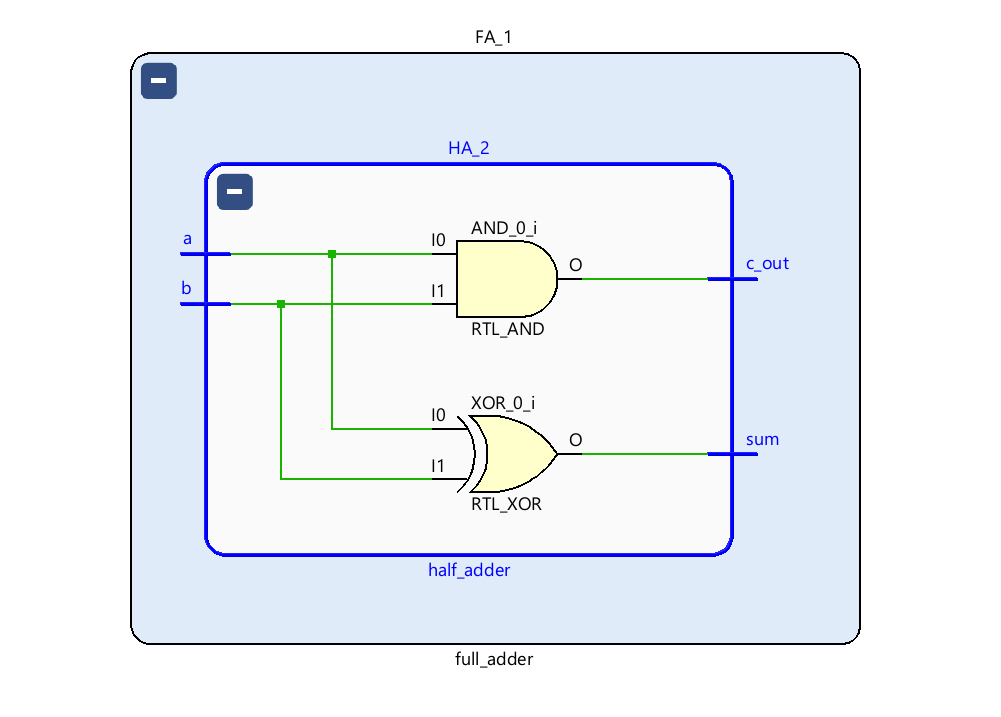 FA_1
HA_2
a
b
I0
AND_0_i
I1
O
RTL_AND
c_out
I0
XOR_0_i
I1
O
RTL_XOR
sum
half_adder
full_adder